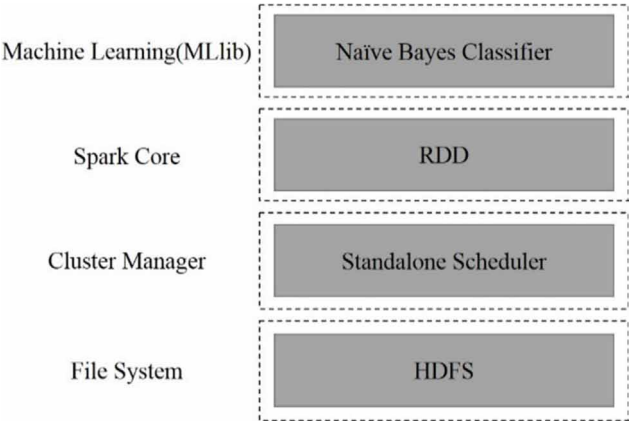 Machine Learning(MLlib)
Naïve Bayes Classifier
Spark Core
RDD
Cluster Manager
Standalone Scheduler
File System
HDFS